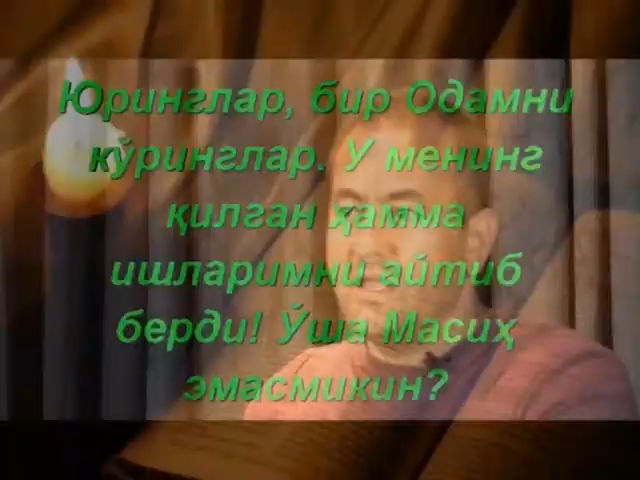 Юринглар, бир Одамни
кўринглар. У менинг
қилган ҳамма
ишларимни айтиб
берди! Ўша Масиҳ
эмасмикин?